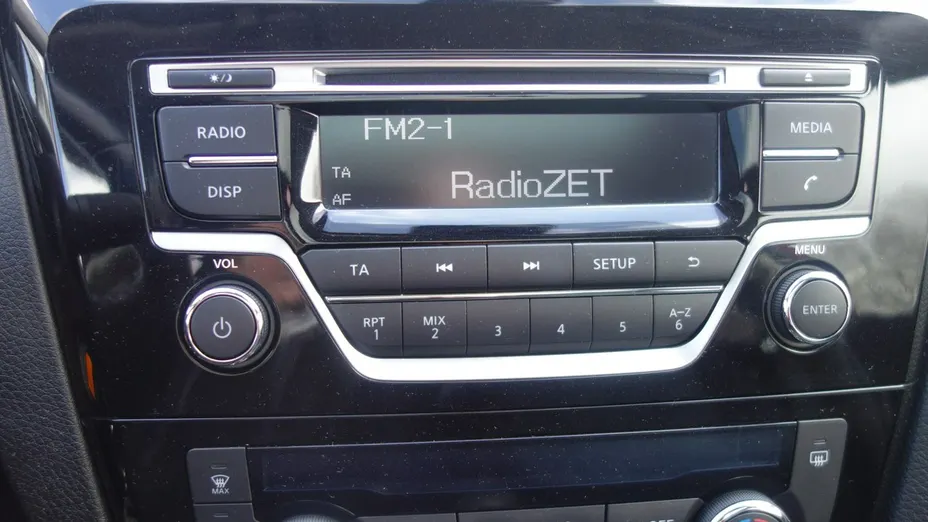 RADIO
DISP
FM2-1
TA
AF
RadioZET
MEDIA
VOL
TA
SETUP
MENU
RPT 1
MIX 2
3
4
5
A-Z 6
ENTER
MAX